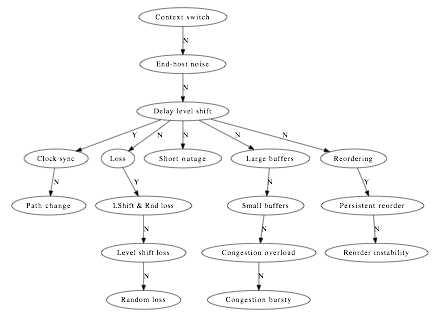 Context switch
N
End-host noise
N
Delay level shift
Y N N N N
Clock sync Loss Short outage Large buffers Reordering
N Y N Y
Path change LShift & Rnd loss Small buffers Persistent reorder
N N N
Level shift loss Congestion overload Reorder instability
N N
Random loss Congestion bursty